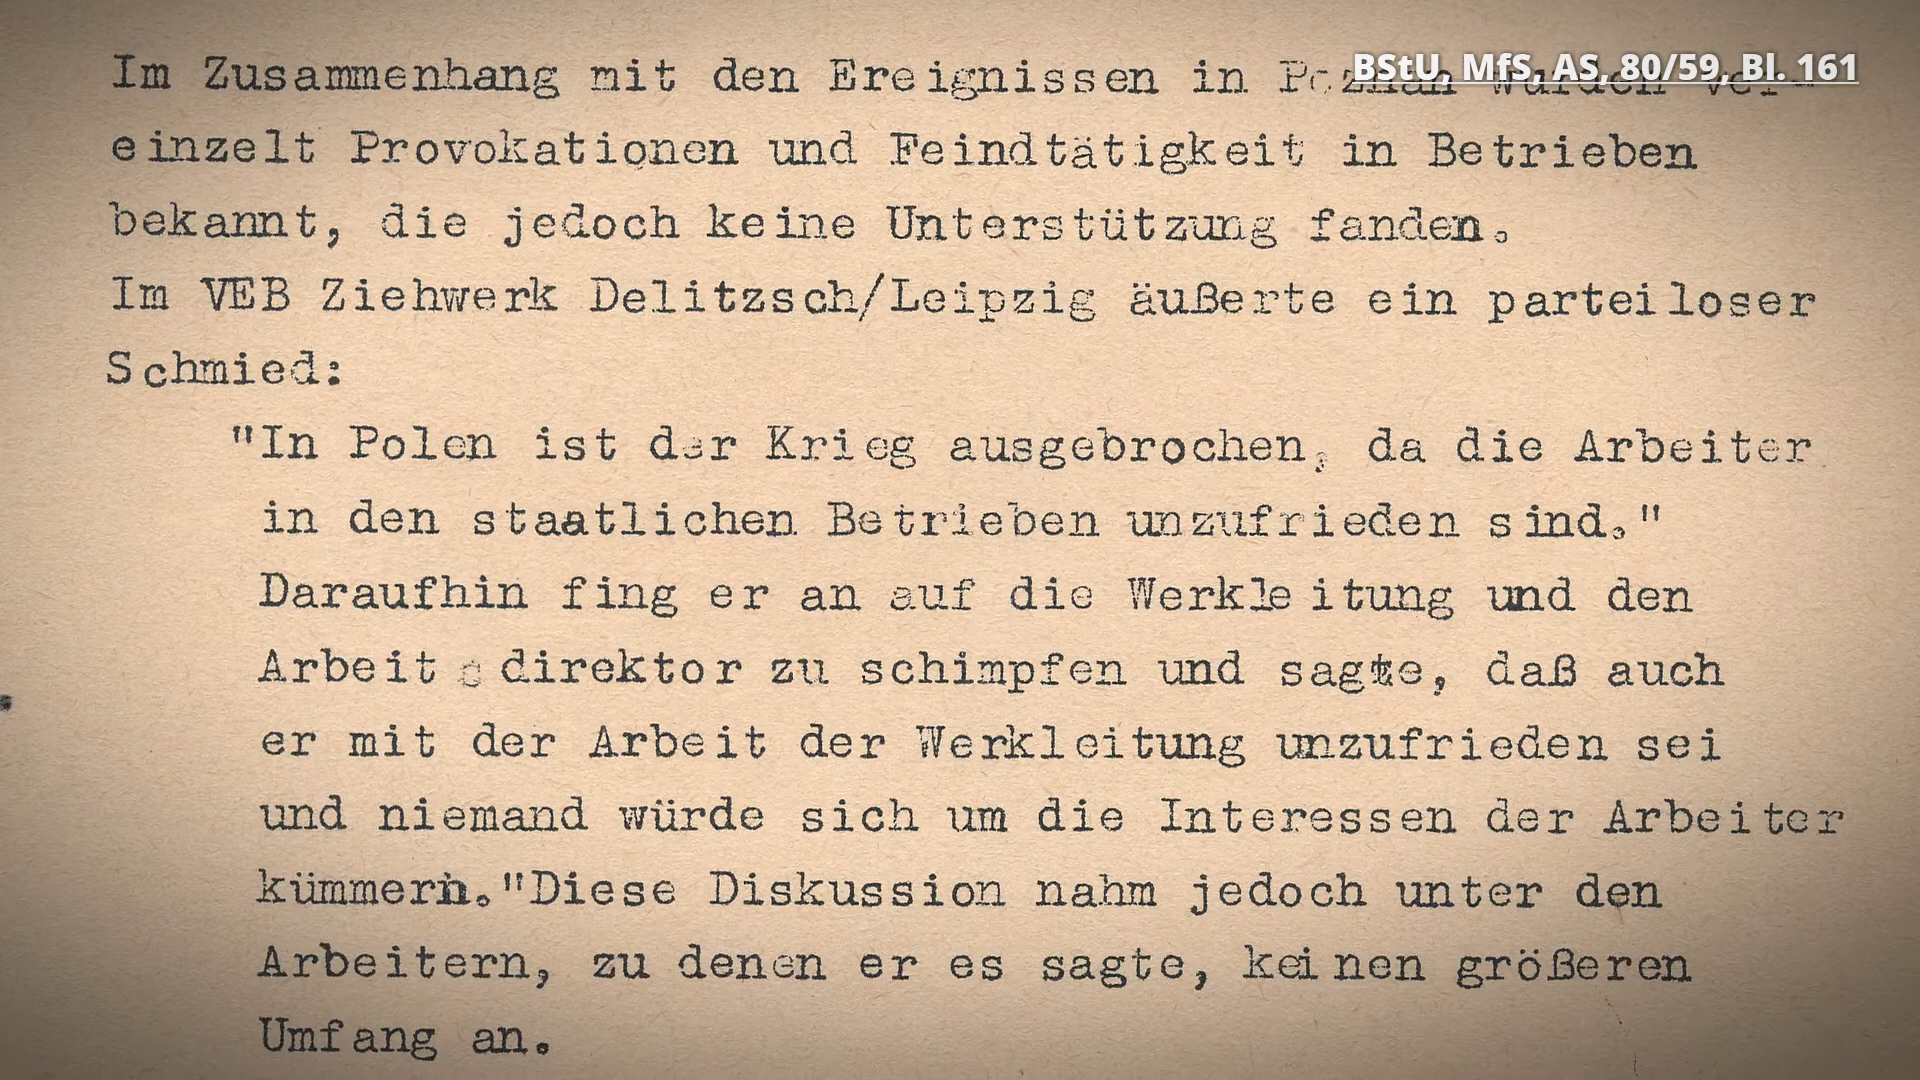 BStU, MfS, AS, 80/59, Bl. 161
Im Zusammenhang mit den Ereignissen in Poznan wurden ver-
einzelt Provokationen und Feindtätigkeit in Betrieben
bekannt, die jedoch keine Unterstützung fanden.
Im VEB Ziehwerk Delitzsch/Leipzig äußerte ein parteiloser
Schmied:
"In Polen ist der Krieg ausgebrochen, da die Arbeiter
in den staatlichen Betrieben unzufrieden sind."
Daraufhin fing er an auf die Werkleitung und den
Arbeitsdirektor zu schimpfen und sagte, daß auch
er mit der Arbeit der Werkleitung unzufrieden sei
und niemand würde sich um die Interessen der Arbeiter
kümmern."Diese Diskussion nahm jedoch unter den
Arbeitern, zu denen er es sagte, keinen größeren
Umfang an.